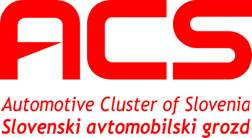 ACS
Automotive Cluster of Slovenia
Slovenski avtomobilski grozd